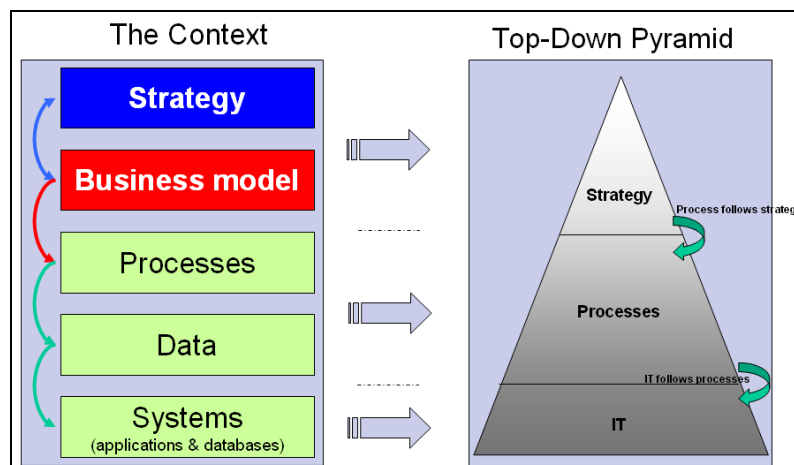 The Context
Top-Down Pyramid
Strategy
Business model
Processes
Data
Systems
(applications & databases)
Strategy
Process follows strateg
Processes
IT follows processes
IT